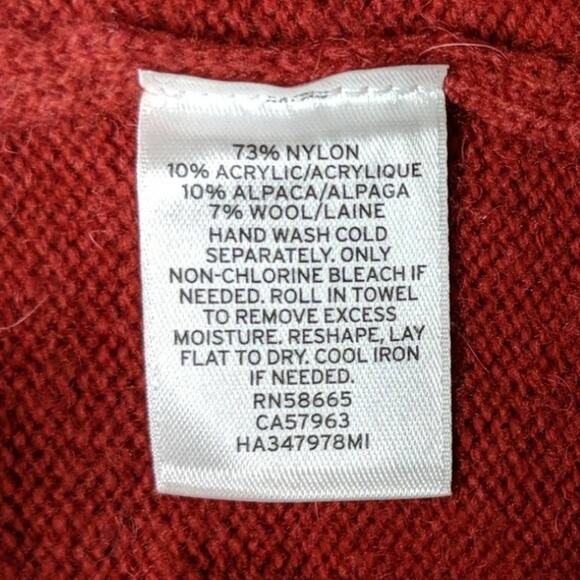 73% NYLON
10% ACRYLIC/ACRYLIQUE
10% ALPACA/ALPAGA
7% WOOL/LAINE
HAND WASH COLD
SEPARATELY. ONLY
NON-CHLORINE BLEACH IF
NEEDED. ROLL IN TOWEL
TO REMOVE EXCESS
MOISTURE. RESHAPE, LAY
FLAT TO DRY. COOL IRON
IF NEEDED.
RN58665
CA57963
HA347978MI